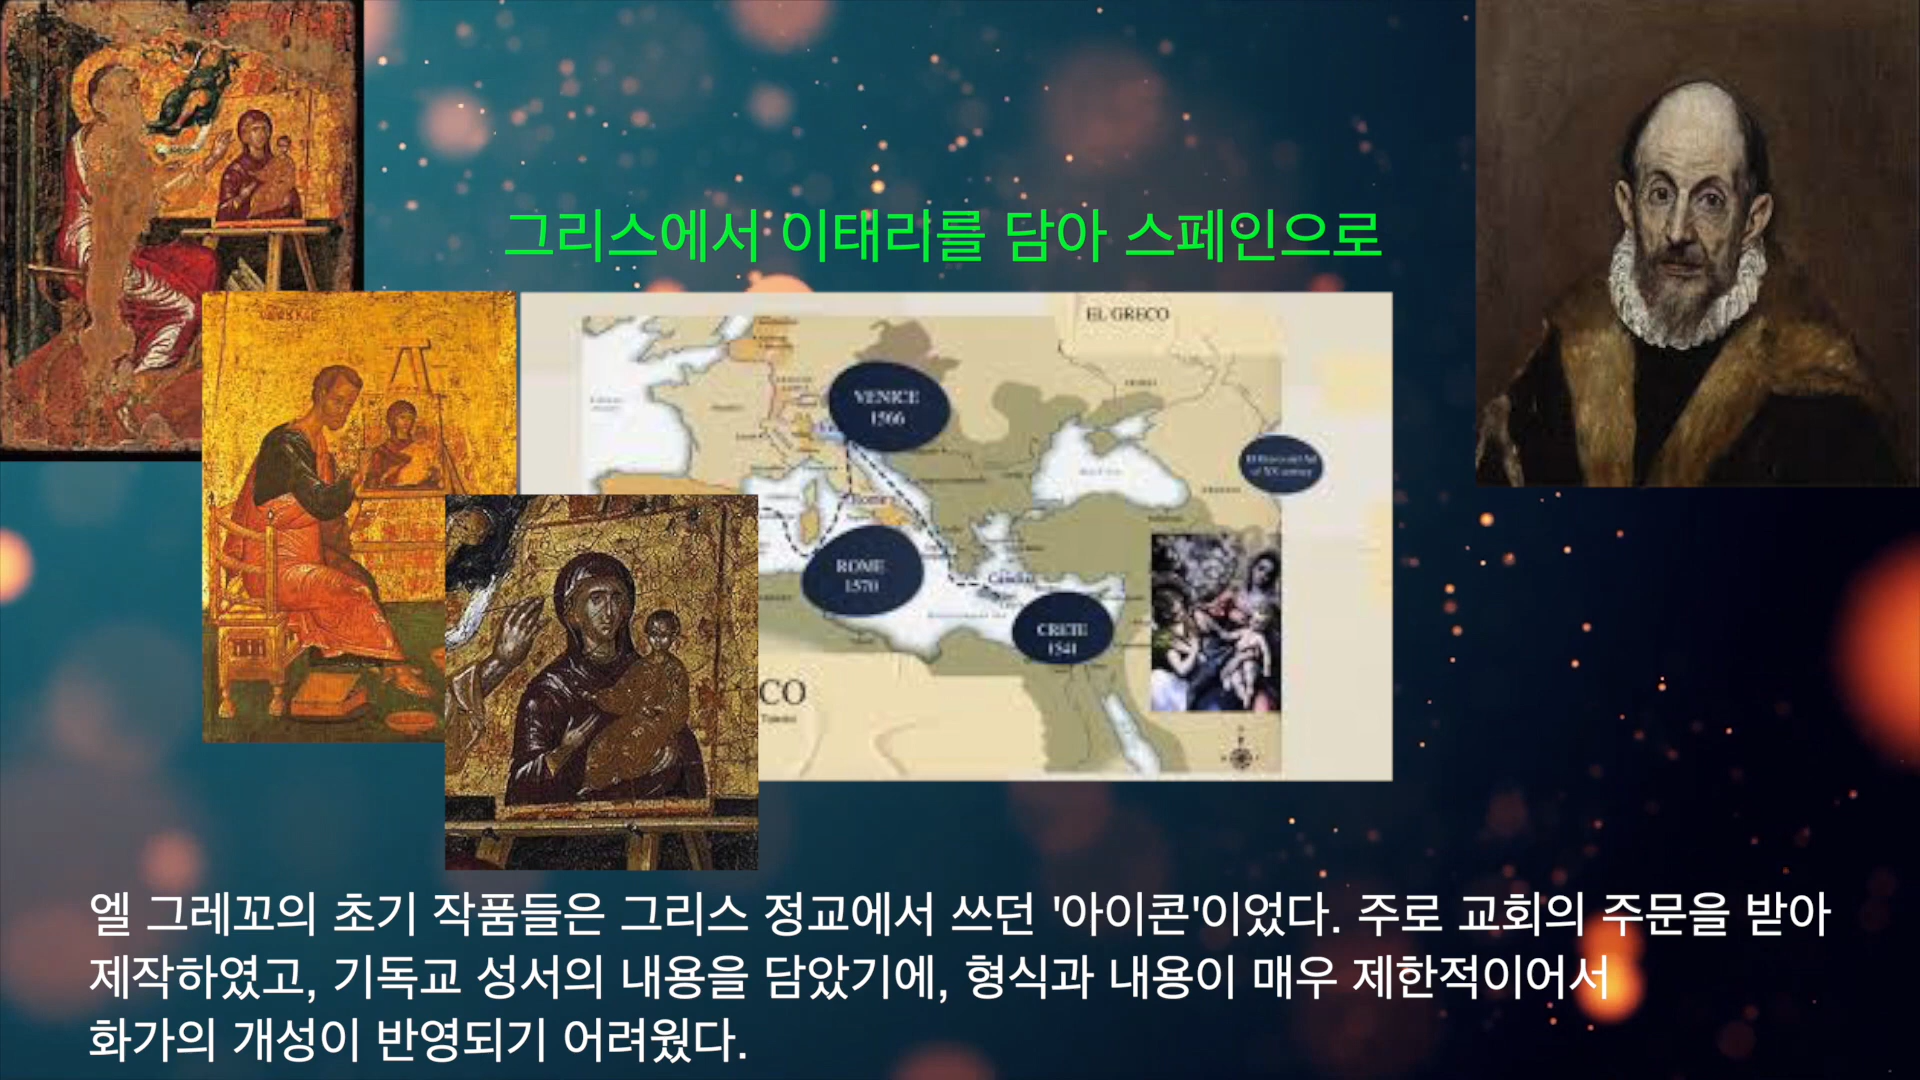 그리스에서 이태리를 담아 스페인으로
EL GRECO
VENICE
1566
Rome
ROME
1570
Candia
CRETE
1541
CO
Toledo
엘 그레꼬의 초기 작품들은 그리스 정교에서 쓰던 '아이콘'이었다. 주로 교회의 주문을 받아
제작하였고, 기독교 성서의 내용을 담았기에, 형식과 내용이 매우 제한적이어서
화가의 개성이 반영되기 어려웠다.